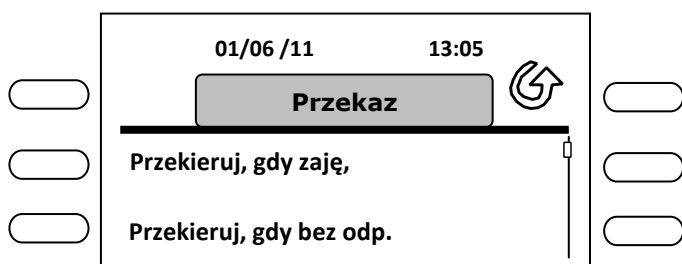 01/06 /11 13:05
Przekaz
Przekieruj, gdy zaję,
Przekieruj, gdy bez odp.